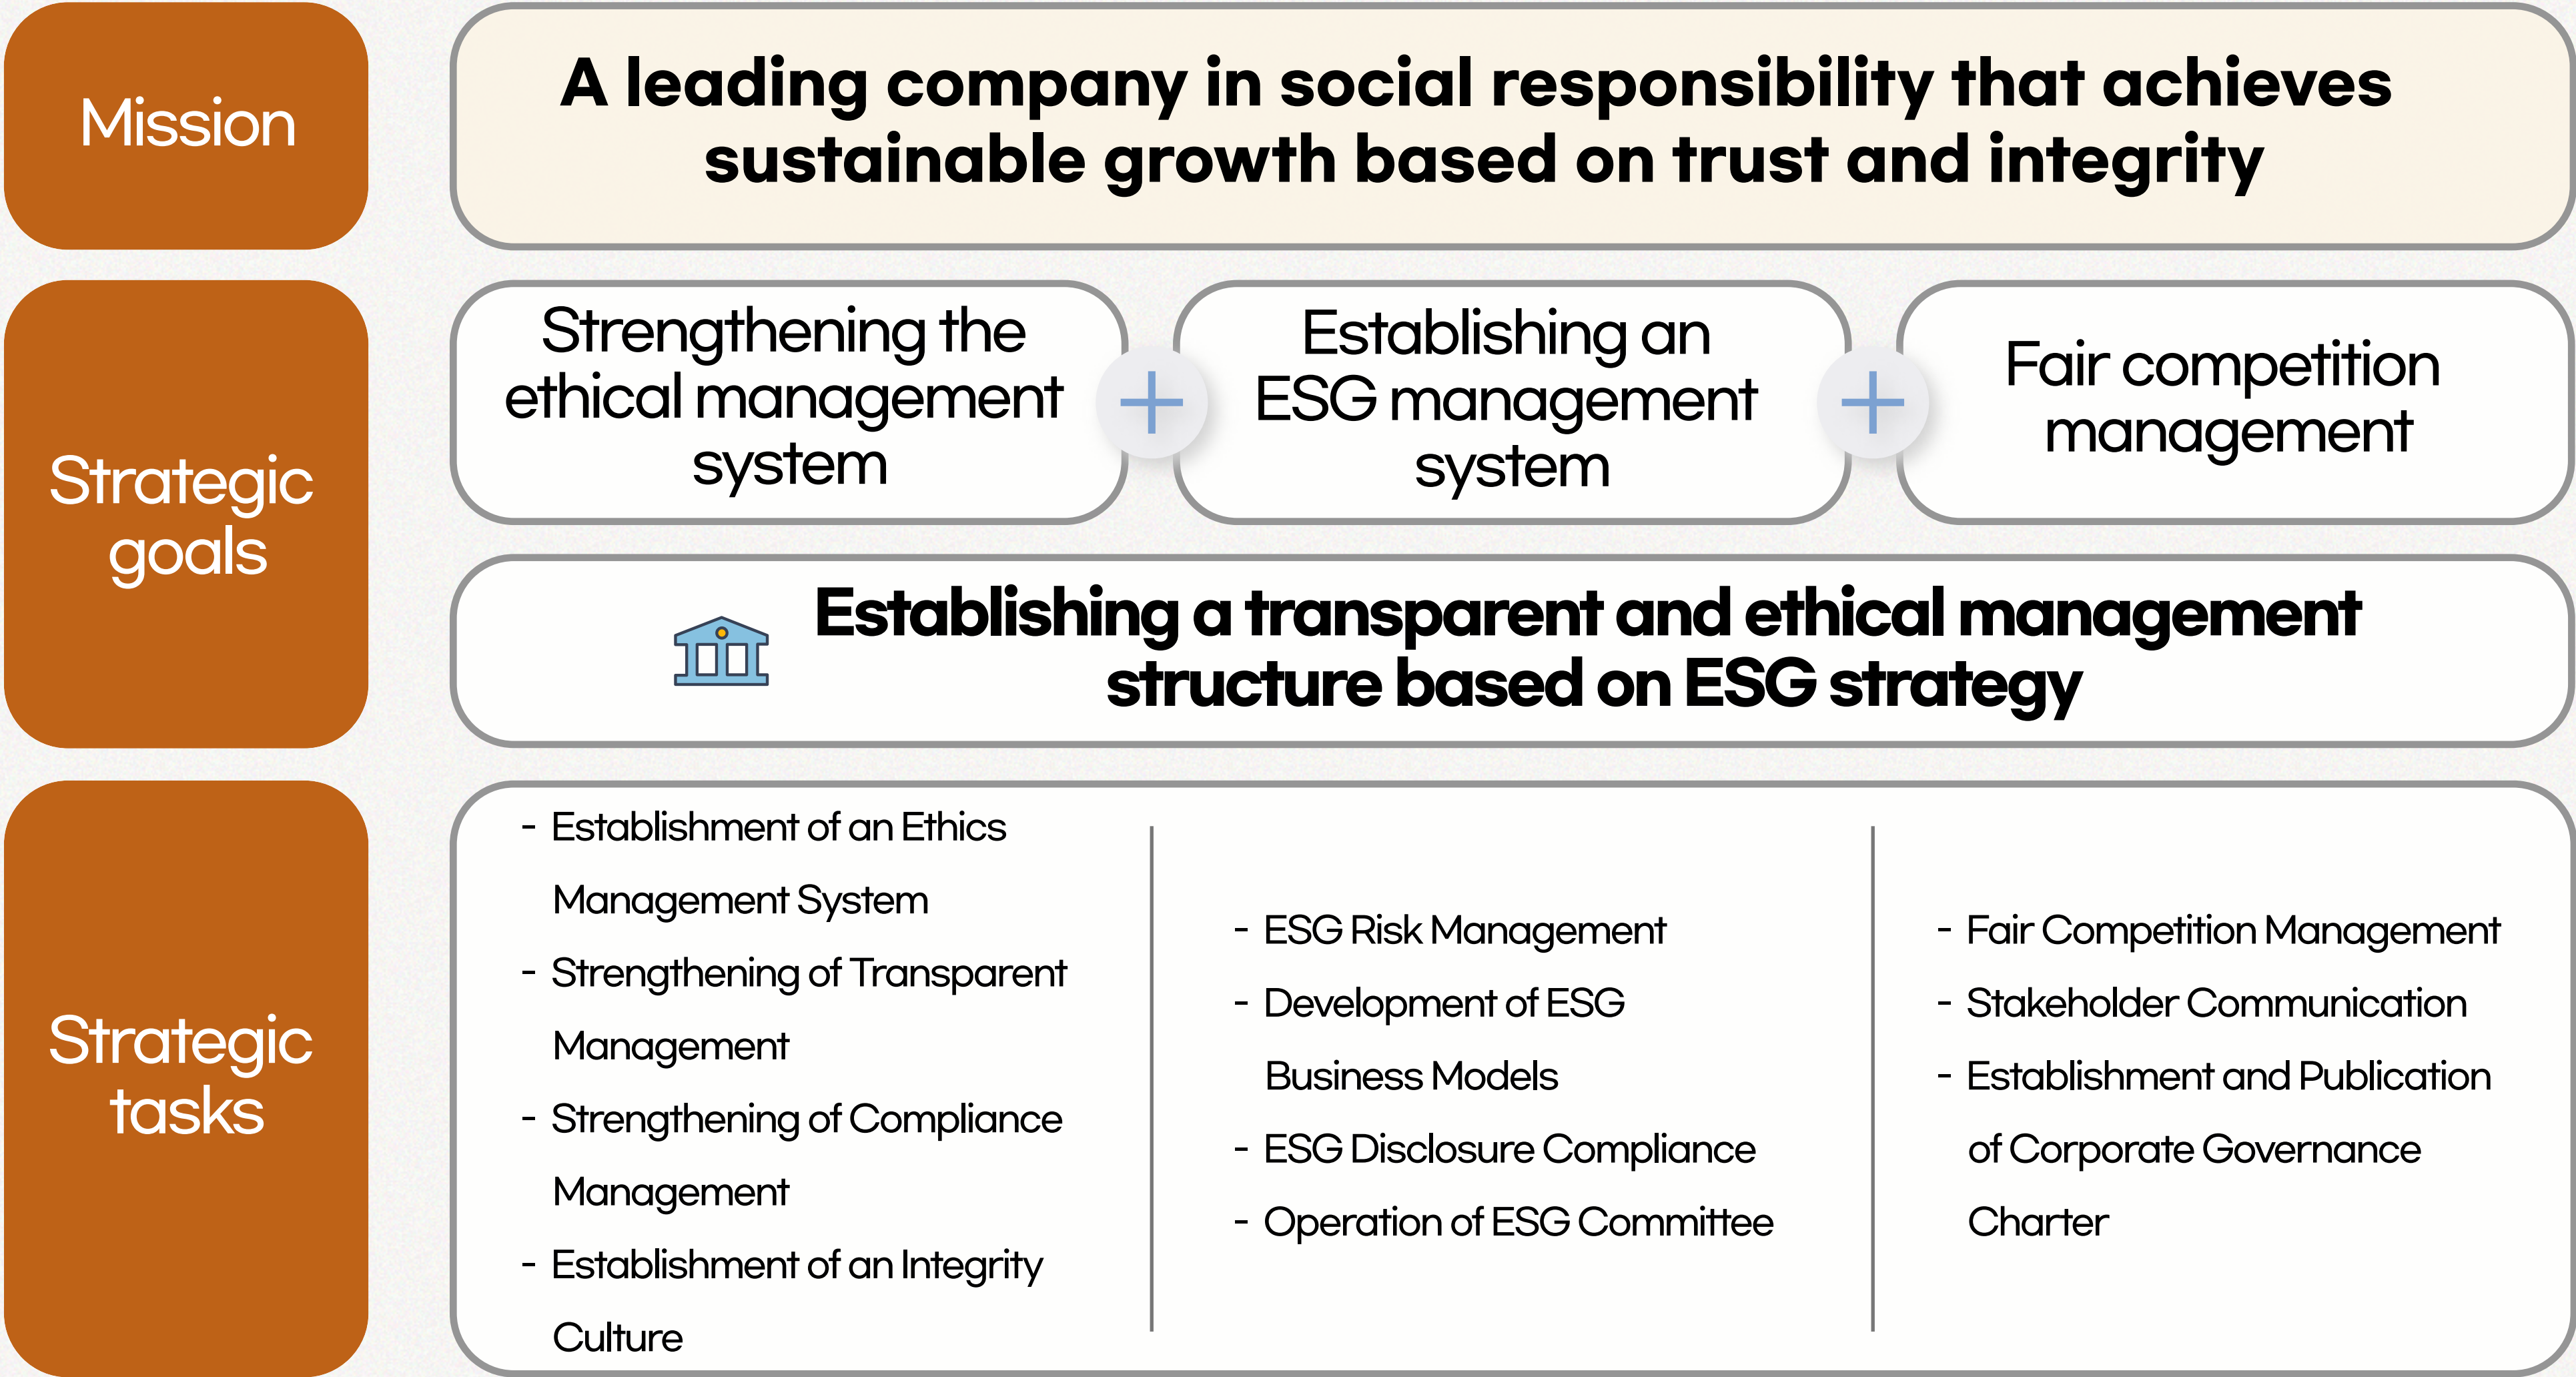 Mission
A leading company in social responsibility that achieves
sustainable growth based on trust and integrity
Strategic
goals
Strengthening the
ethical management
system
Establishing an
ESG management
system
Fair competition
management
Establishing a transparent and ethical management
structure based on ESG strategy
Strategic
tasks
- Establishment of an Ethics
Management System
- Strengthening of Transparent
Management
- Strengthening of Compliance
Management
- Establishment of an Integrity
Culture
- ESG Risk Management
- Development of ESG
Business Models
- ESG Disclosure Compliance
- Operation of ESG Committee
- Fair Competition Management
- Stakeholder Communication
- Establishment and Publication
of Corporate Governance
Charter